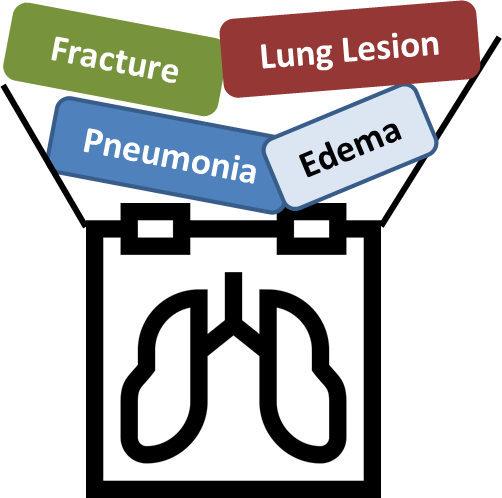 Fracture
Lung Lesion
Pneumonia
Edema